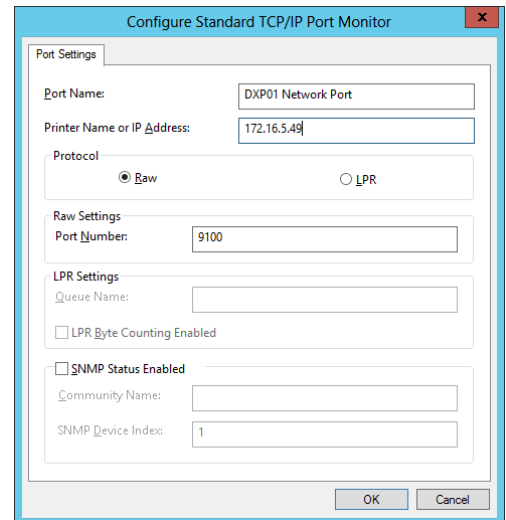 Configure Standard TCP/IP Port Monitor
x
Port Settings
Port Name: DXP01 Network Port
Printer Name or IP Address: 172.16.5.49
Protocol
Raw LPR
Raw Settings
Port Number: 9100
LPR Settings
Queue Name:
LPR Byte Counting Enabled
SNMP Status Enabled
Community Name:
SNMP Device Index: 1
OK Cancel